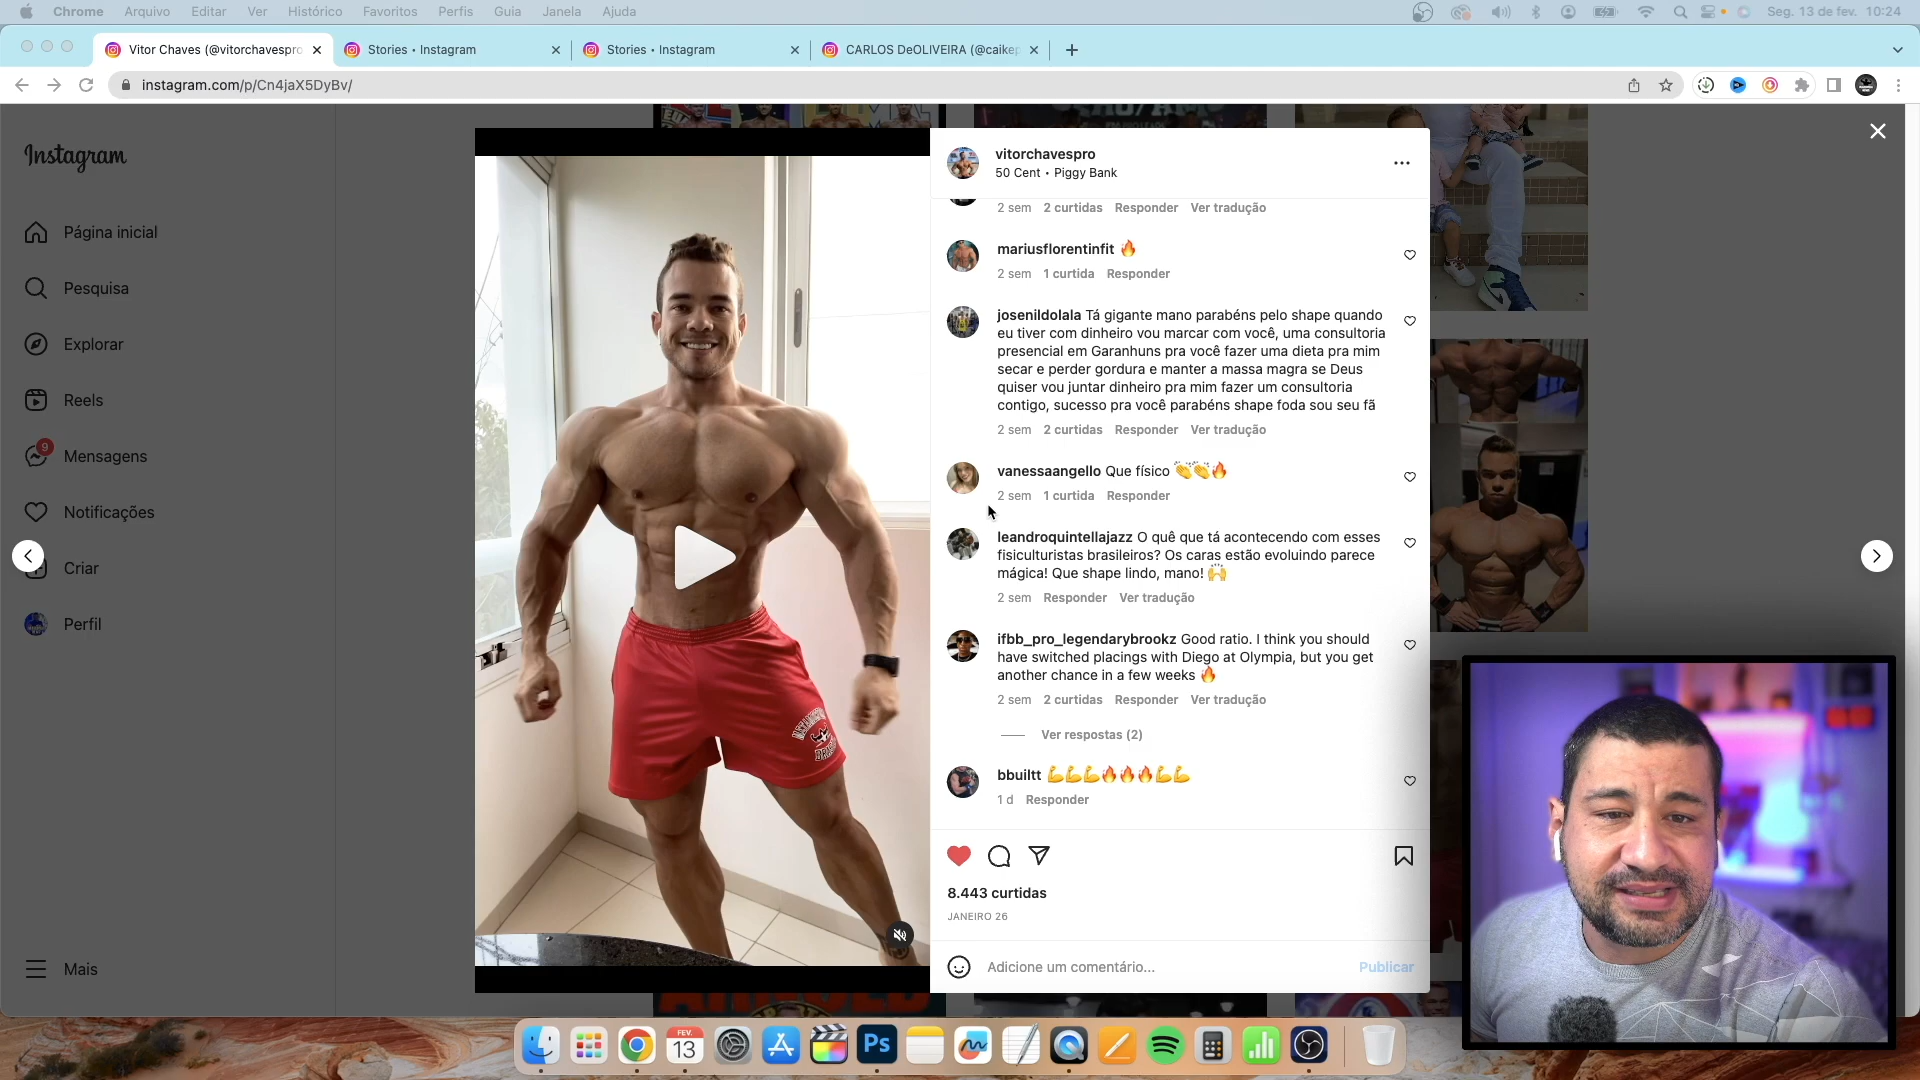 Chrome Arquivo Editar Ver Histórico Favoritos Perfis Guia Janela Ajuda Seg. 13 de fev. 10:24
Vitor Chaves (@vitorchavespro Stories • Instagram Stories • Instagram CARLOS DeOLIVEIRA (@caikep
instagram.com/p/Cn4jaX5DyBv/
Instagram
Página inicial
Pesquisa
Explorar
Reels
9
Mensagens
Notificações
Criar
Perfil
Mais
vitorchavespro
50 Cent • Piggy Bank
2 sem 2 curtidas Responder Ver tradução
mariusflorentinfit 🔥
2 sem 1 curtida Responder
josenildolala Tá gigante mano parabéns pelo shape quando
eu tiver com dinheiro vou marcar com você, uma consultoria
presencial em Garanhuns pra você fazer uma dieta pra mim
secar e perder gordura e manter a massa magra se Deus
quiser vou juntar dinheiro pra mim fazer um consultoria
contigo, sucesso pra você parabéns shape foda sou seu fã
2 sem 2 curtidas Responder Ver tradução
vanessaangello Que físico 👏👏🔥
2 sem 1 curtida Responder
leandroquintellajazz O quê que tá acontecendo com esses
fisiculturistas brasileiros? Os caras estão evoluindo parece
mágica! Que shape lindo, mano! 🙌
2 sem Responder Ver tradução
ifbb_pro_legendarybrookz Good ratio. I think you should
have switched placings with Diego at Olympia, but you get
another chance in a few weeks 🔥
2 sem 2 curtidas Responder Ver tradução
Ver respostas (2)
bbuiltt 💪💪💪🔥🔥🔥💪💪
1 d Responder
8.443 curtidas
JANEIRO 26
Adicione um comentário... Publicar
FEV.
13
Ps